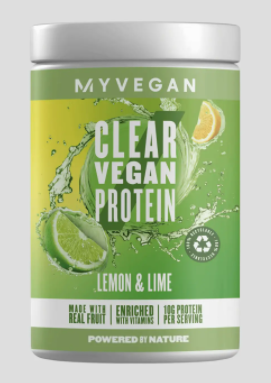 MYVEGAN
CLEAR
VEGAN
PROTEIN
LEMON & LIME
MADE WITH
REAL FRUIT
ENRICHED
WITH VITAMINS
10G PROTEIN
PER SERVING
POWERED BY NATURE